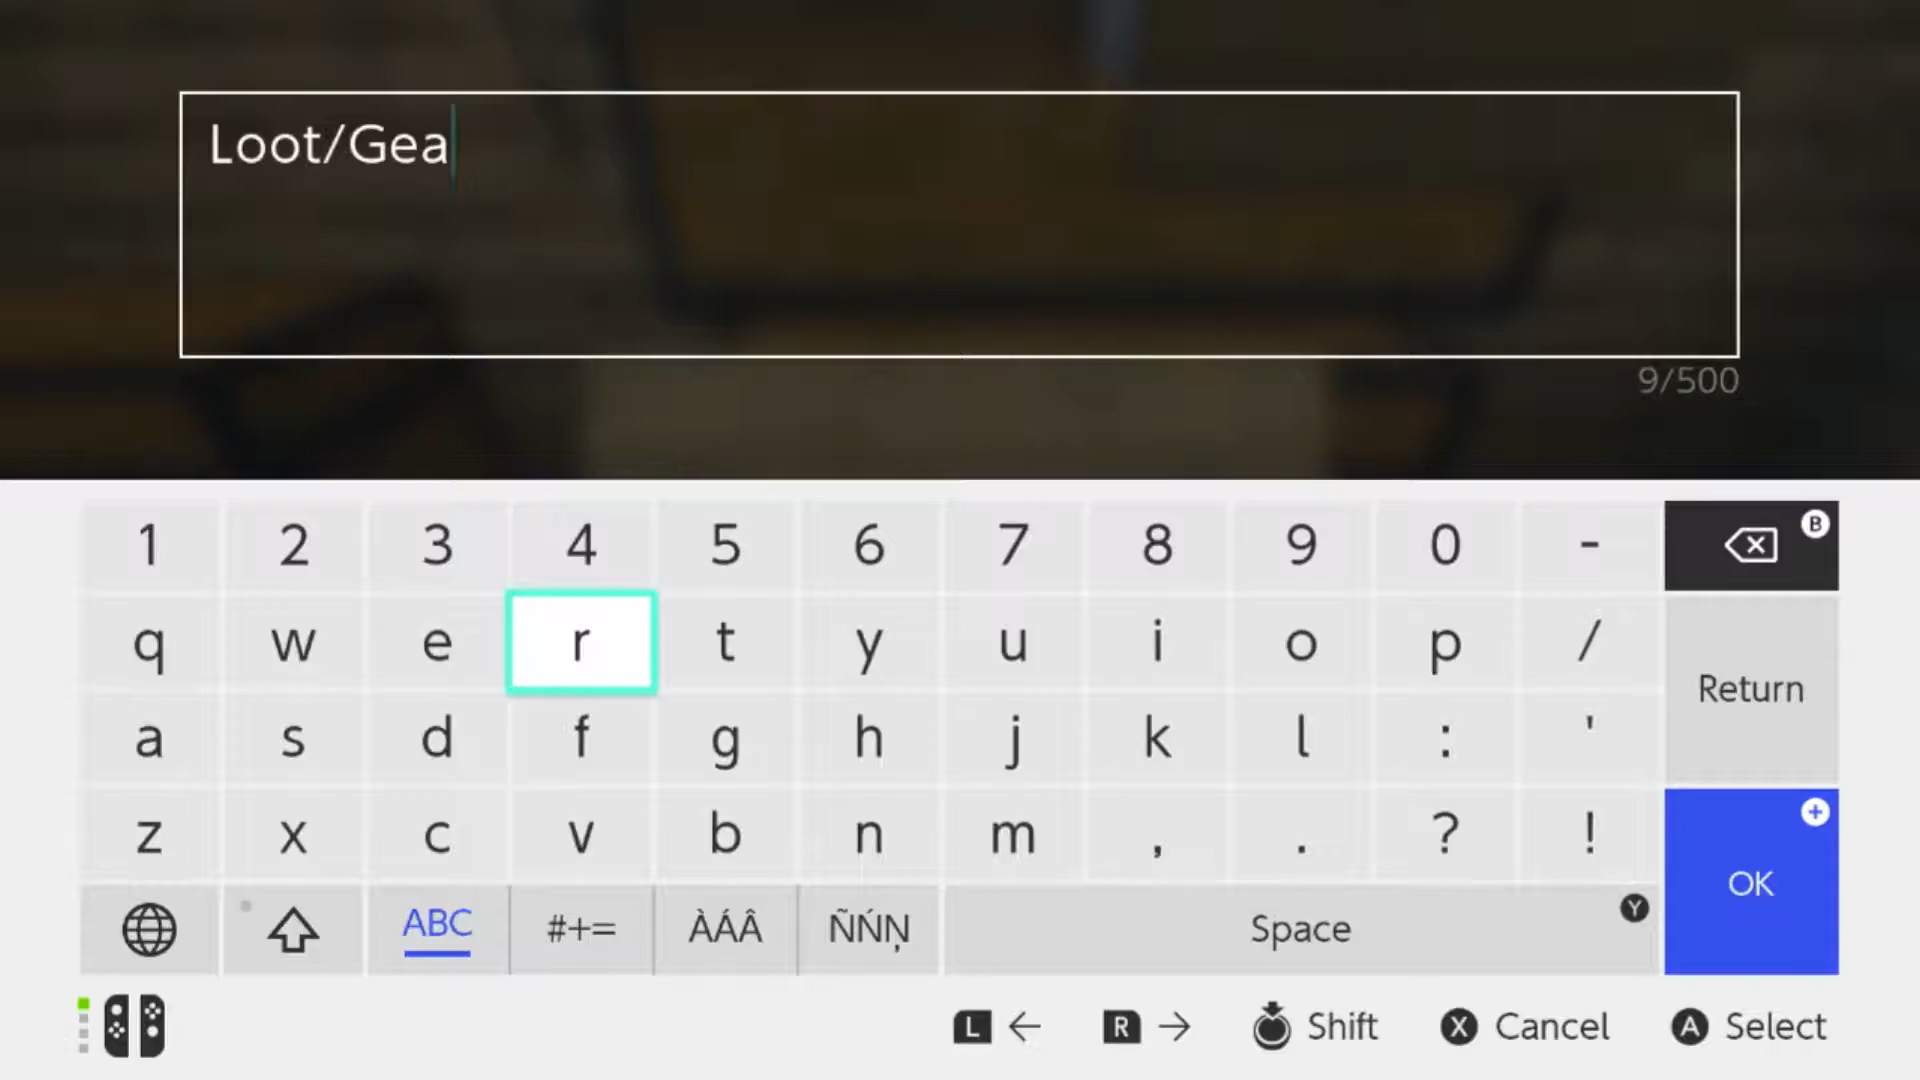 Loot/Gea
9/500
1 2 3 4 5 6 7 8 9 0 - B
q w e r t y u i o p /
Return
a s d f g h j k l : '
z x c v b n m , . ? ! +
OK
ABC #+= ÀÁÂ ÑŃŅ Space Y
L ← R → Shift X Cancel A Select